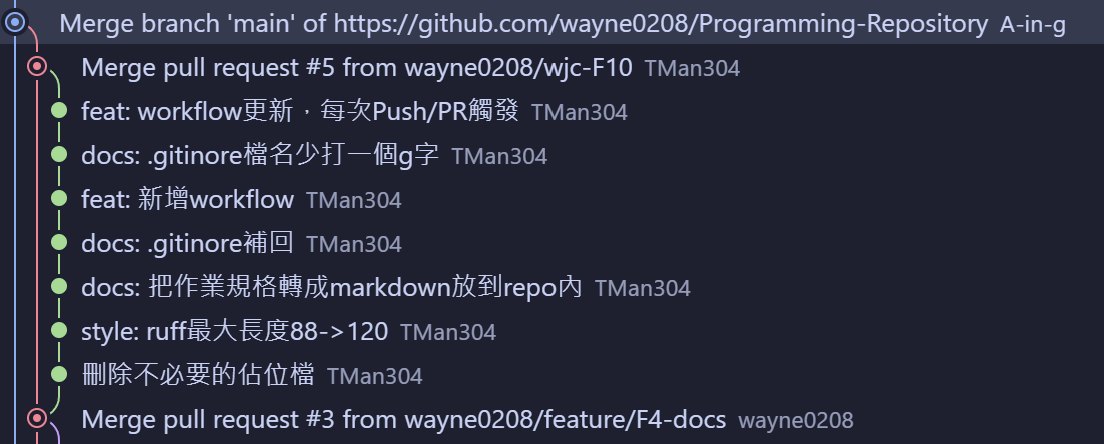 Merge branch 'main' of https://github.com/wayne0208/Programming-Repository A-in-g
Merge pull request #5 from wayne0208/wjc-F10 TMan304
feat: workflow更新，每次Push/PR觸發 TMan304
docs: .gitinore檔名少打一個g字 TMan304
feat: 新增workflow TMan304
docs: .gitinore補回 TMan304
docs: 把作業規格轉成markdown放到repo內 TMan304
style: ruff最大長度88->120 TMan304
刪除不必要的佔位檔 TMan304
Merge pull request #3 from wayne0208/feature/F4-docs wayne0208